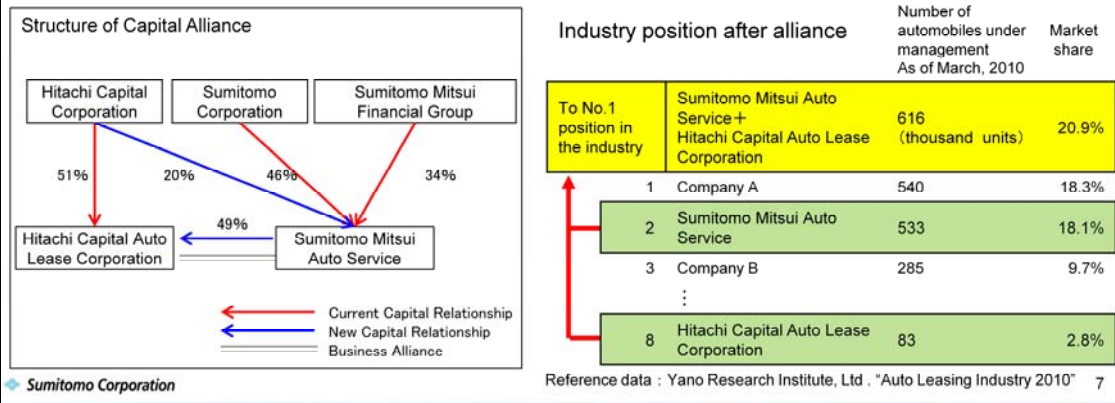 Structure of Capital Alliance
Hitachi Capital
Corporation
Sumitomo
Corporation
Sumitomo Mitsui
Financial Group
51%
20%
46%
34%
49%
Hitachi Capital Auto
Lease Corporation
Sumitomo Mitsui
Auto Service
Current Capital Relationship
New Capital Relationship
Business Alliance
Sumitomo Corporation
Industry position after alliance
Number of
automobiles under
management
As of March, 2010
Market
share
To No.1
position in
the industry
Sumitomo Mitsui Auto
Service+
Hitachi Capital Auto Lease
Corporation
616
(thousand units)
20.9%
1 Company A 540 18.3%
2 Sumitomo Mitsui Auto
Service 533 18.1%
3 Company B 285 9.7%
⋮
8 Hitachi Capital Auto Lease
Corporation 83 2.8%
Reference data : Yano Research Institute, Ltd . “Auto Leasing Industry 2010” 7